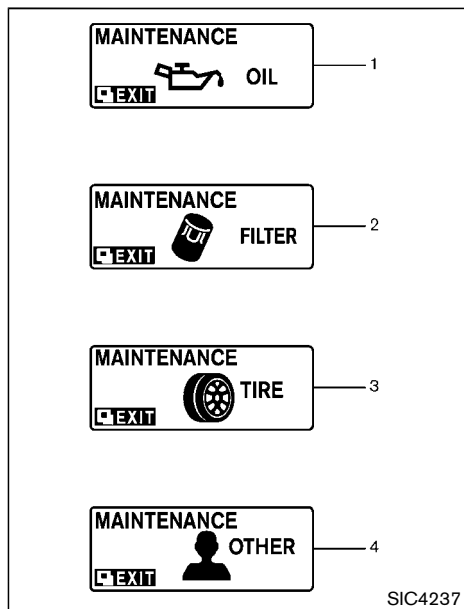 MAINTENANCE
OIL
EXIT
1
MAINTENANCE
FILTER
EXIT
2
MAINTENANCE
TIRE
EXIT
3
MAINTENANCE
OTHER
EXIT
4
SIC4237